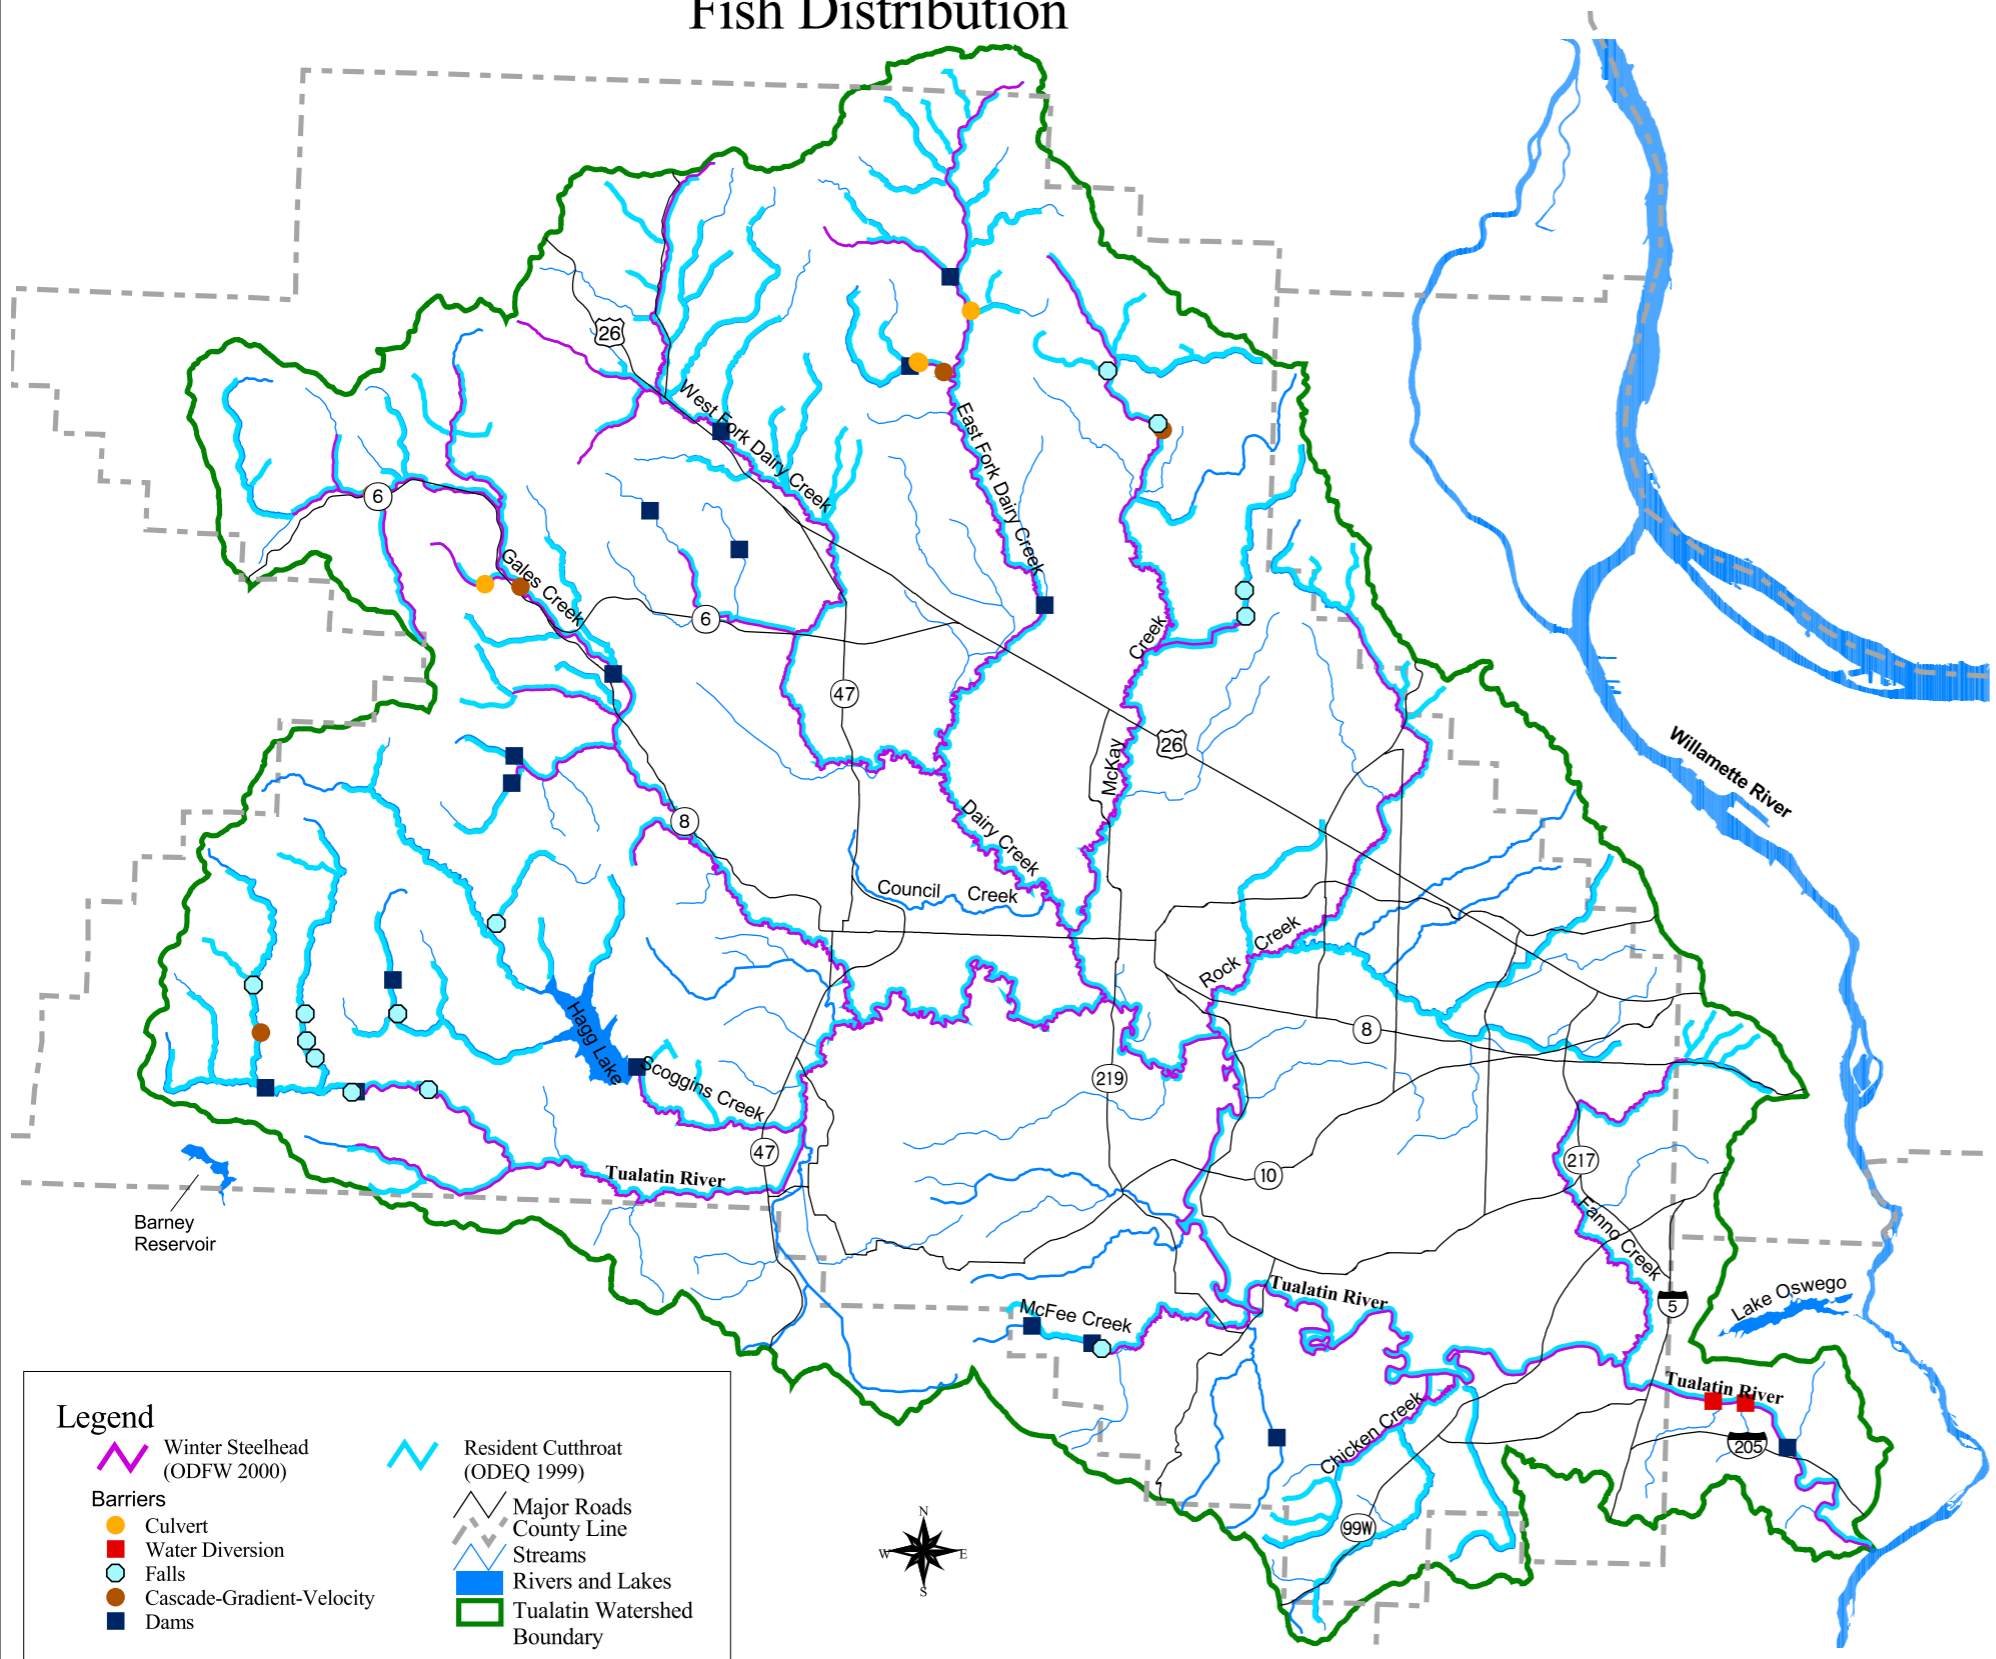 Fish Distribution
26
West Fork Dairy Creek
East Fork Dairy Creek
6
Gales Creek
6
47
McKay
Creek
26
Willamette River
8
Dairy Creek
Council Creek
Rock Creek
8
Hagg Lake
Scoggins Creek
219
47
Tualatin River
10
217
Fanno Creek
Barney
Reservoir
5
Lake Oswego
McFee Creek
Tualatin River
Tualatin River
205
Chicken Creek
99W
Legend
Winter Steelhead
(ODFW 2000)
Resident Cutthroat
(ODEQ 1999)
Barriers
Culvert
Water Diversion
Falls
Cascade-Gradient-Velocity
Dams
Major Roads
County Line
Streams
Rivers and Lakes
Tualatin Watershed
Boundary
N
W E
S